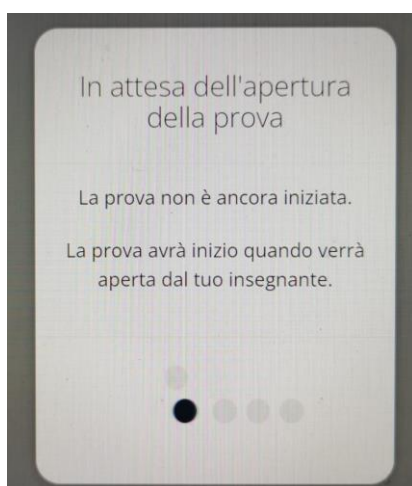 In attesa dell'apertura
della prova
La prova non è ancora iniziata.
La prova avrà inizio quando verrà
aperta dal tuo insegnante.